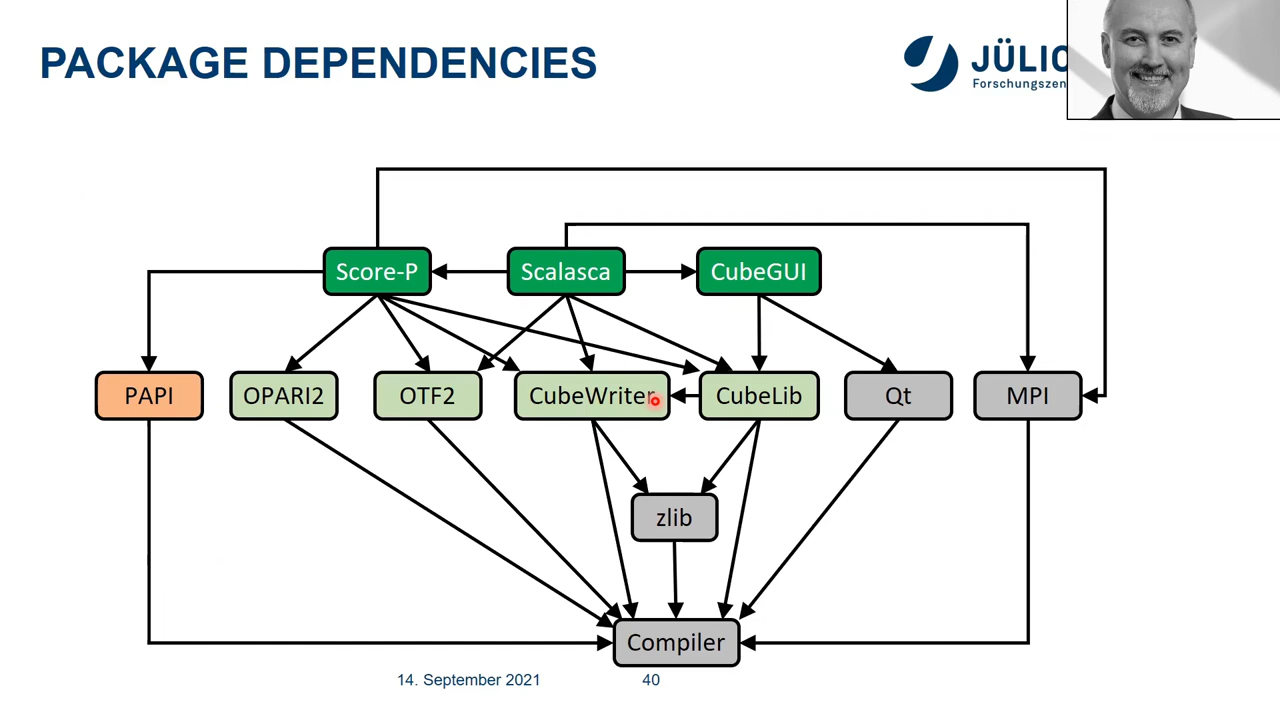 PACKAGE DEPENDENCIES
JÜLIC
Forschungszen
Score-P
Scalasca
CubeGUI
PAPI
OPARI2
OTF2
CubeWriter
CubeLib
Qt
MPI
zlib
Compiler
14. September 2021
40